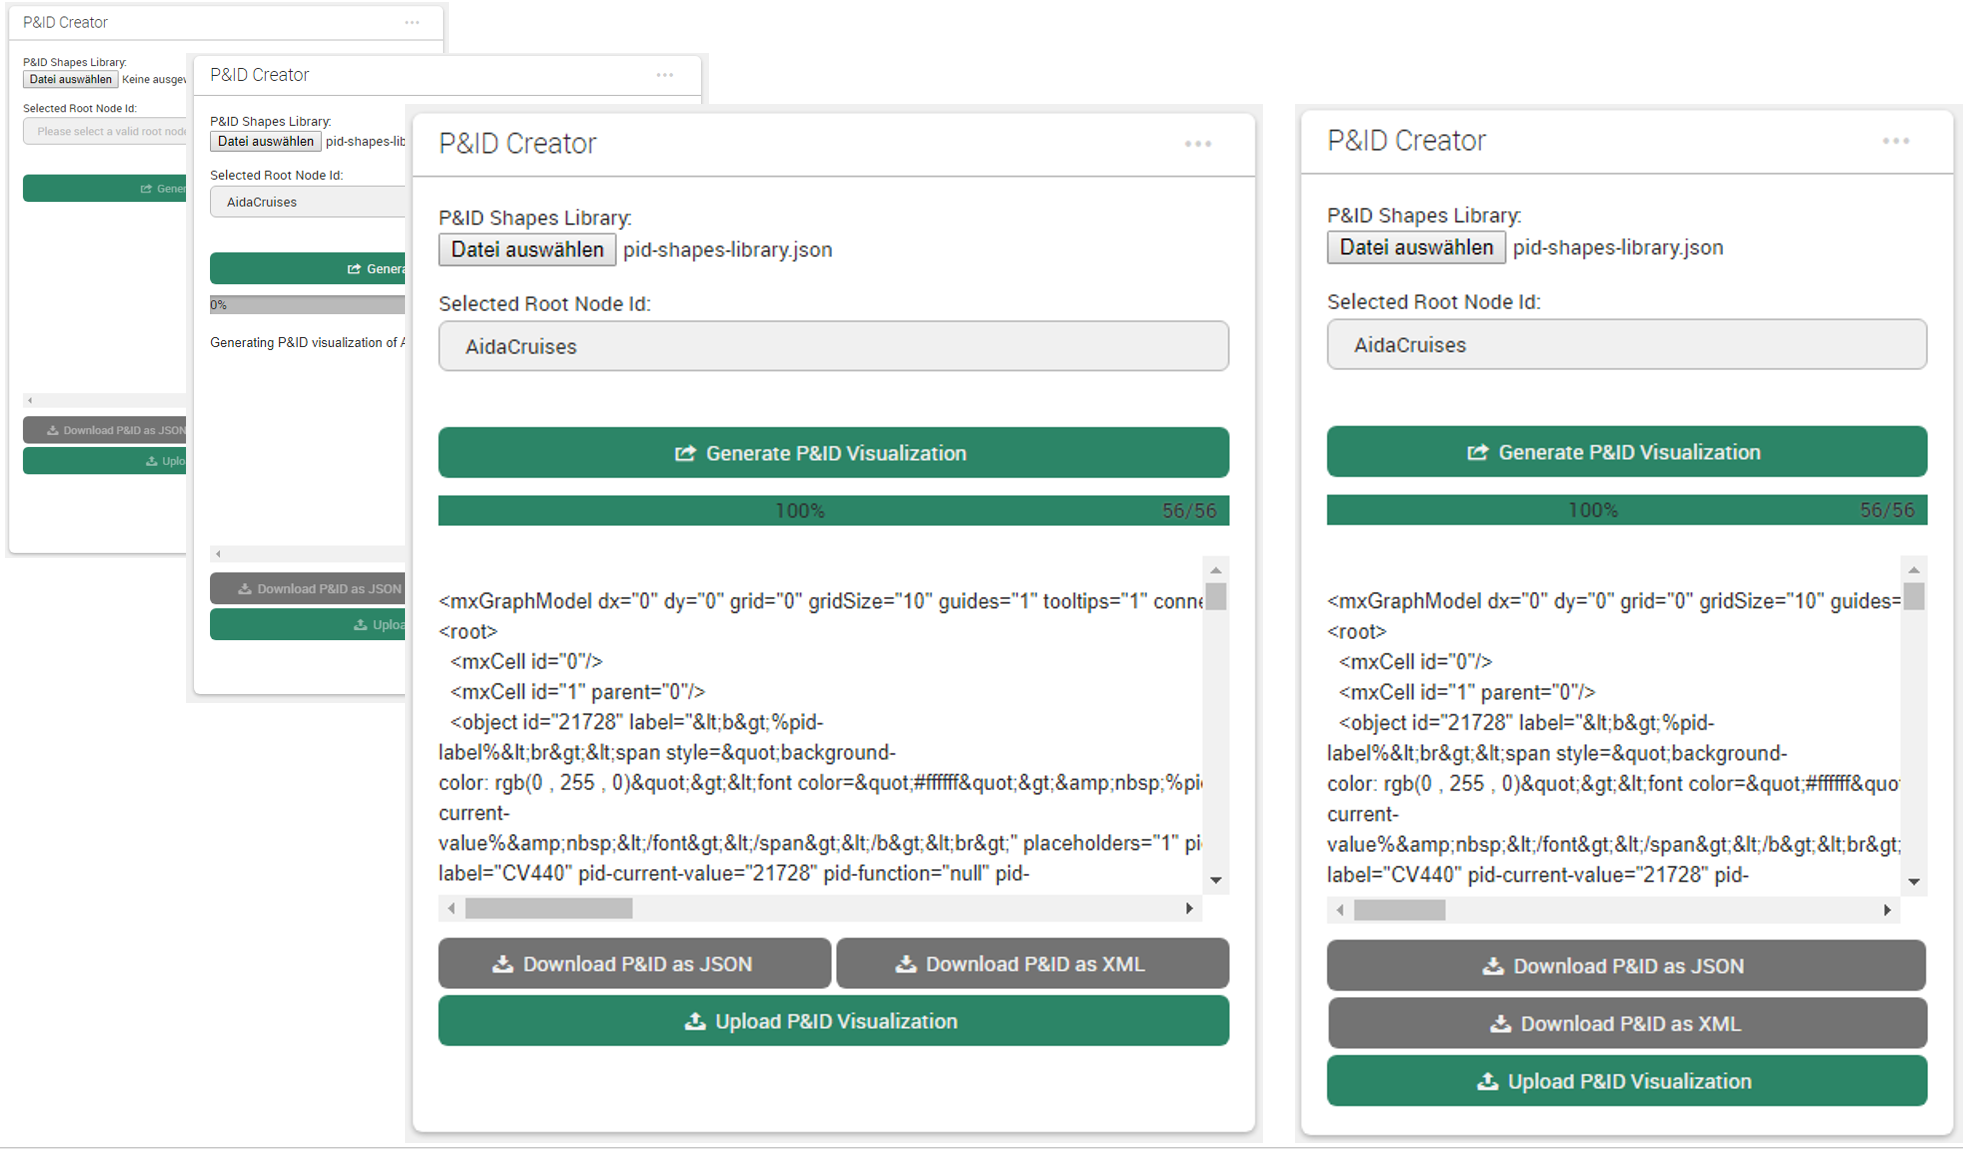 P&ID Creator
P&ID Shapes Library:
Datei auswählen Keine
Selected Root Node Id:
Please select a valid root
Download P&ID as JSON
P&ID Creator
P&ID Shapes Library:
Datei auswählen
Selected Root Node Id:
AidaCruises
0%
Generating P&ID visualization of
Download P&ID as JSON
P&ID Creator
P&ID Shapes Library:
Datei auswählen pid-shapes-library.json
Selected Root Node Id:
AidaCruises
Generate P&ID Visualization
100% 56/56
<mxGraphModel dx="0" dy="0" grid="0" gridSize="10" guides="1" tooltips="1" conne
<root>
<mxCell id="0"/>
<mxCell id="1" parent="0"/>
<object id="21728" label="&lt;b&gt;%pid-
label%&lt;br&gt;&lt;span style=&quot;background-
color: rgb(0 , 255 , 0)&quot;&gt;&lt;font color=&quot;#ffffff&quot;&gt;&amp;nbsp;%pi
current-
value%&amp;nbsp;&lt;/font&gt;&lt;/span&gt;&lt;/b&gt;&lt;br&gt;" placeholders="1" pi
label="CV440" pid-current-value="21728" pid-function="null" pid-
Download P&ID as JSON Download P&ID as XML
Upload P&ID Visualization
P&ID Creator
P&ID Shapes Library:
Datei auswählen pid-shapes-library.json
Selected Root Node Id:
AidaCruises
Generate P&ID Visualization
100% 56/56
<mxGraphModel dx="0" dy="0" grid="0" gridSize="10" guides=
<root>
<mxCell id="0"/>
<mxCell id="1" parent="0"/>
<object id="21728" label="&lt;b&gt;%pid-
label%&lt;br&gt;&lt;span style=&quot;background-
color: rgb(0 , 255 , 0)&quot;&gt;&lt;font color=&quot;#ffffff&quo
current-
value%&amp;nbsp;&lt;/font&gt;&lt;/span&gt;&lt;/b&gt;&lt;br&gt;
label="CV440" pid-current-value="21728" pid-
Download P&ID as JSON
Download P&ID as XML
Upload P&ID Visualization